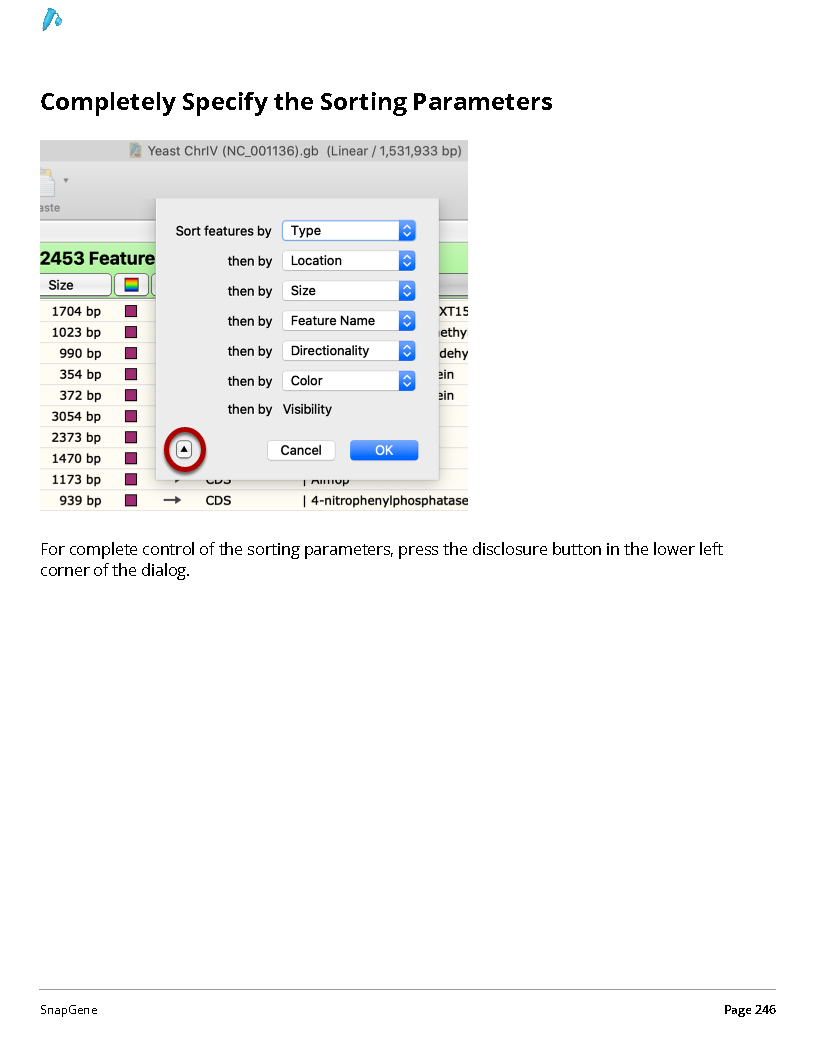 Completely Specify the Sorting Parameters
Yeast ChrIV (NC_001136).gb (Linear / 1,531,933 bp)
aste
Sort features by Type
2453 Feature
then by Location
Size
then by Size
1704 bp
XT15
then by Feature Name
1023 bp
ethy
990 bp
then by Directionality
dehy
354 bp
ein
then by Color
372 bp
ein
then by Visibility
3054 bp
2373 bp
1470 bp
Cancel OK
1173 bp CDS
939 bp CDS | 4-nitrophenylphosphatase
For complete control of the sorting parameters, press the disclosure button in the lower left
corner of the dialog.
SnapGene Page 246